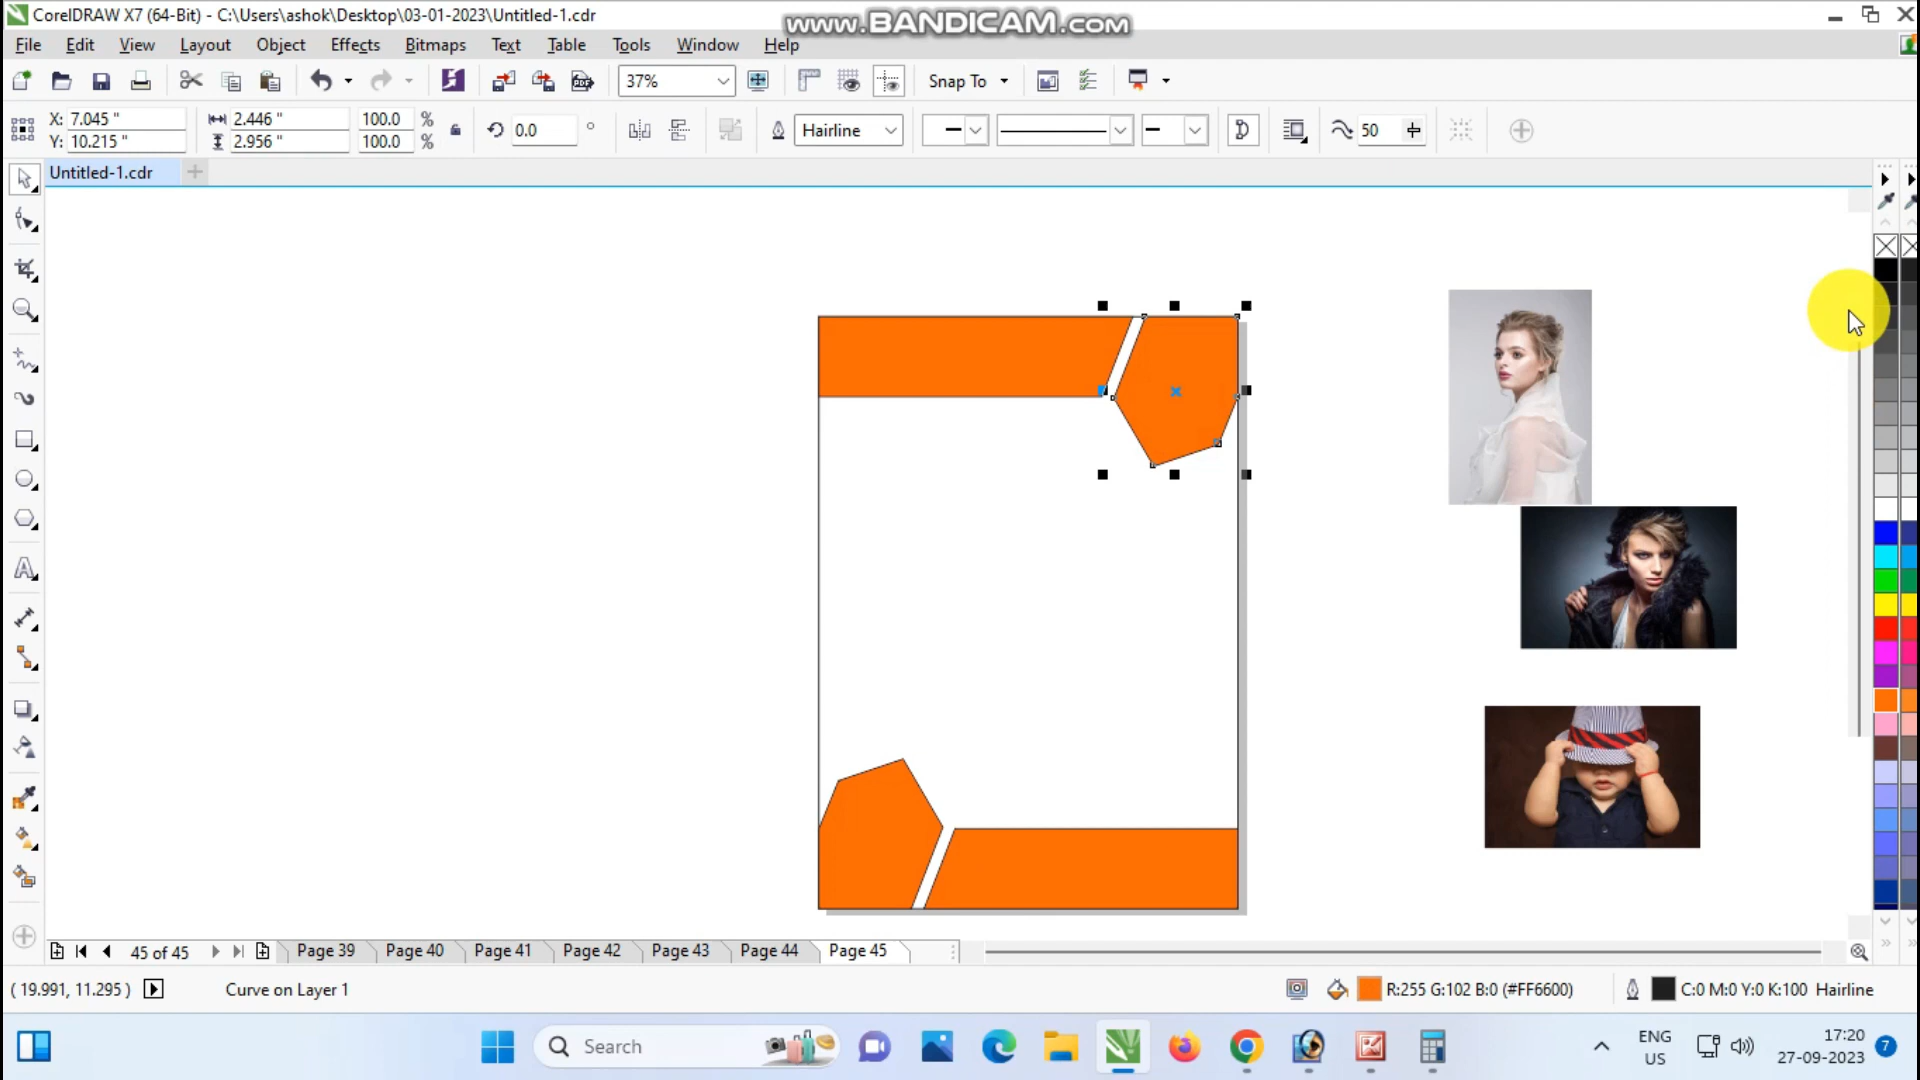 CorelDRAW X7 (64-Bit) - C:\Users\ashok\Desktop\03-01-2023\Untitled-1.cdr
www.BANDICAM.com
File Edit View Layout Object Effects Bitmaps Text Table Tools Window Help
37% Snap To
X: 7.045 " 2.446 " 100.0 % 0.0 ° Hairline 50
Y: 10.215 " 2.956 " 100.0 %
Untitled-1.cdr
45 of 45 Page 39 Page 40 Page 41 Page 42 Page 43 Page 44 Page 45
( 19.991, 11.295 ) Curve on Layer 1 R:255 G:102 B:0 (#FF6600) C:0 M:0 Y:0 K:100 Hairline
Search
ENG
US
17:20
27-09-2023
7